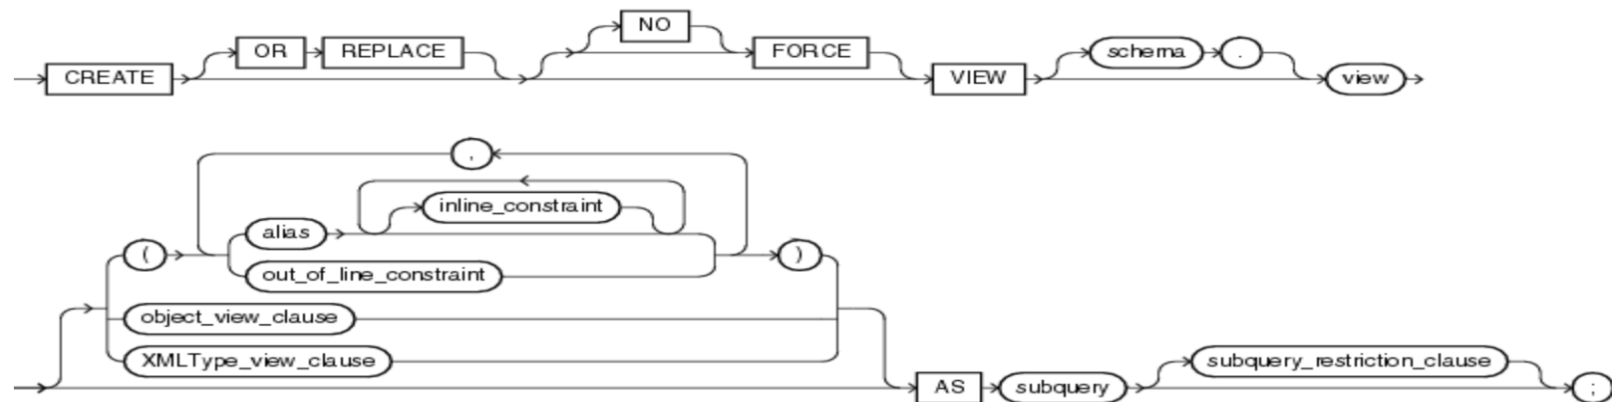 NO
OR REPLACE FORCE schema .
CREATE VIEW view
,
inline_constraint
alias
( )
out_of_line_constraint
object_view_clause
XMLType_view_clause subquery_restriction_clause
AS subquery ;